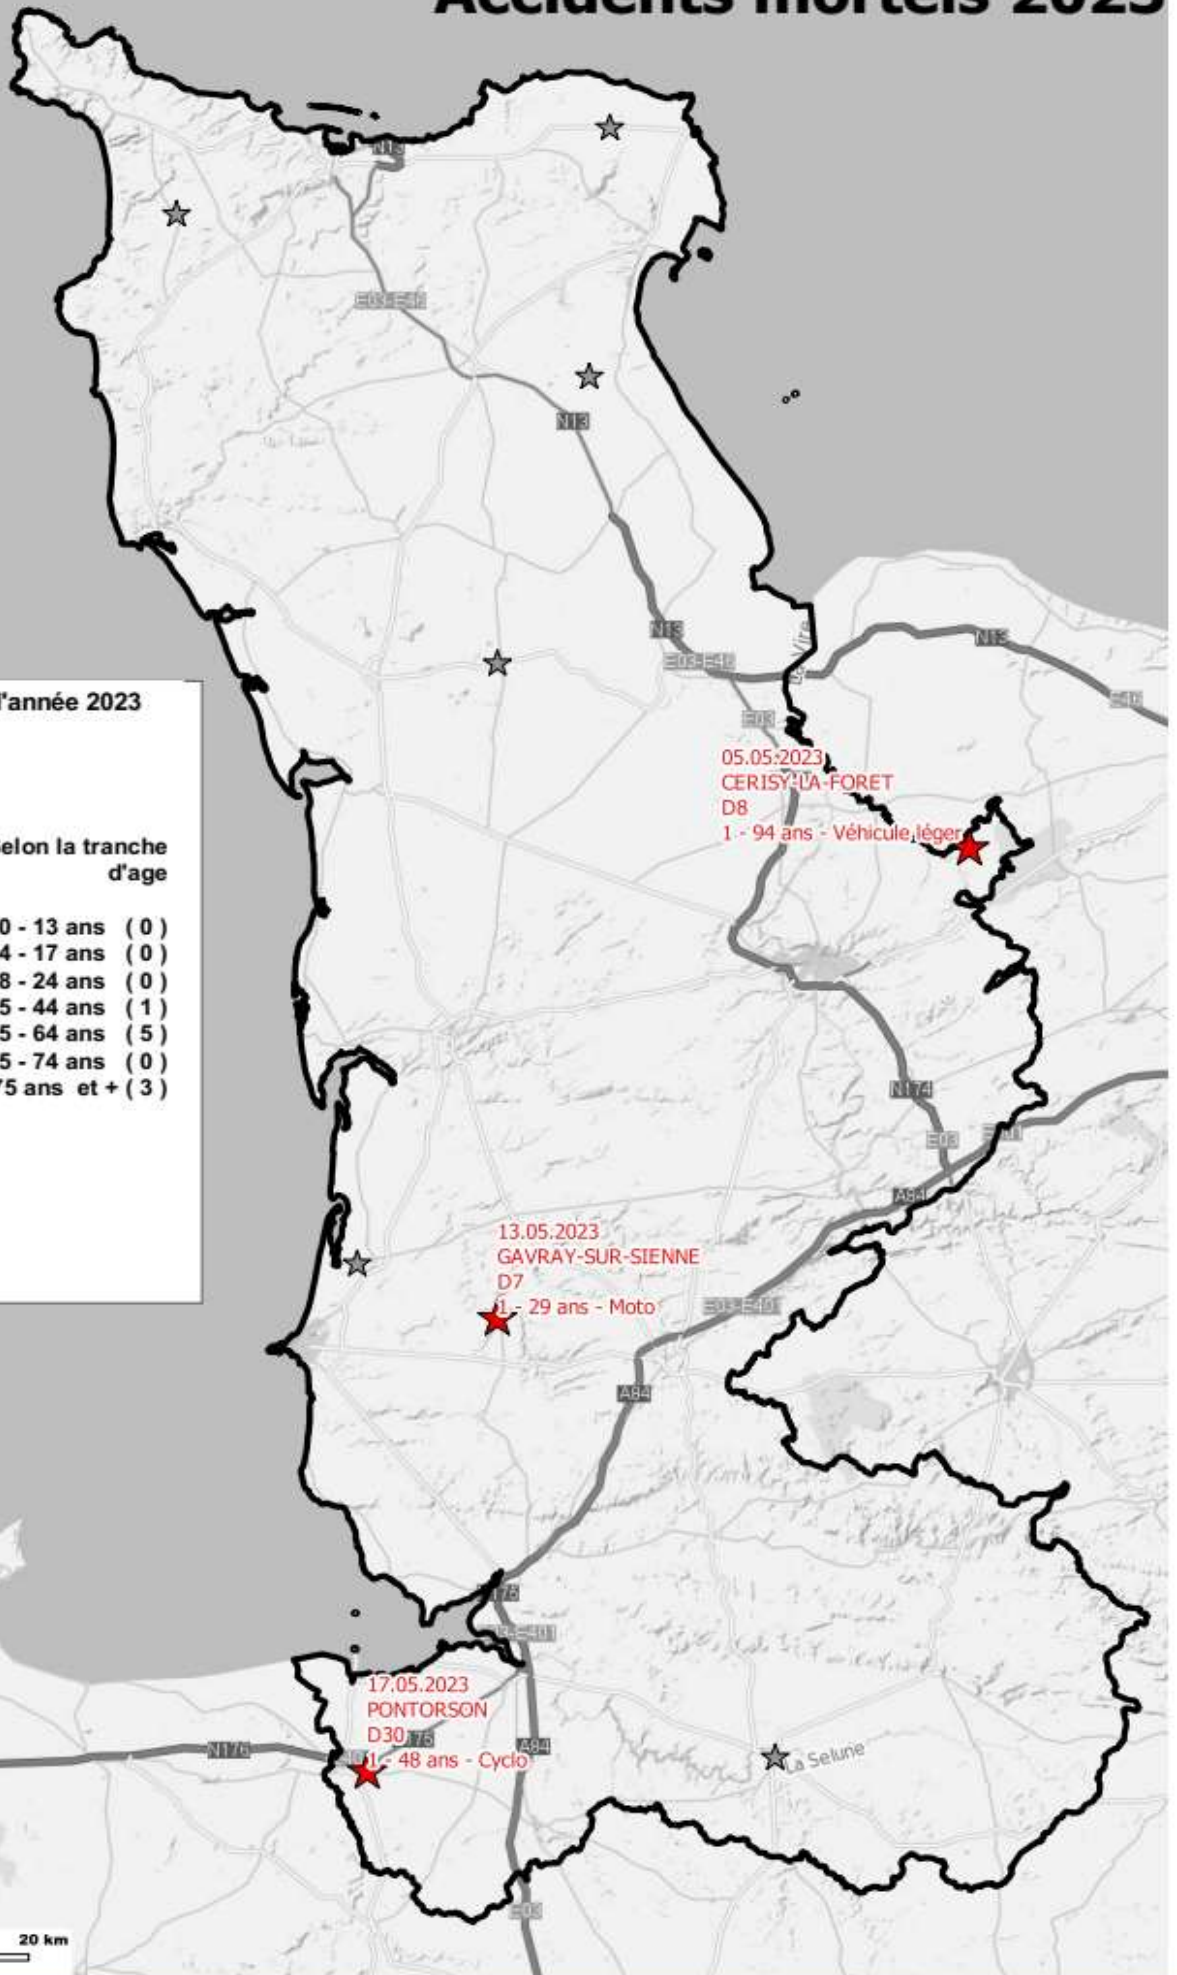 Accidents mortels 2023
N13
E03-E46
N13
N13
N13
E03-E46
La Vire
E46
E03
l'année 2023
05.05.2023
CERISY-LA-FORET
D8
1 - 94 ans - Véhicule léger
selon la tranche
d'age
0 - 13 ans ( 0 )
4 - 17 ans ( 0 )
8 - 24 ans ( 0 )
5 - 44 ans ( 1 )
5 - 64 ans ( 5 )
5 - 74 ans ( 0 )
75 ans et + ( 3 )
N174
E03
A84
13.05.2023
GAVRAY-SUR-SIENNE
D7
1 - 29 ans - Moto
E03-E401
A84
17.05.2023
PONTORSON
D30
1 - 48 ans - Cyclo
N176
A84
La Selune
E03
20 km